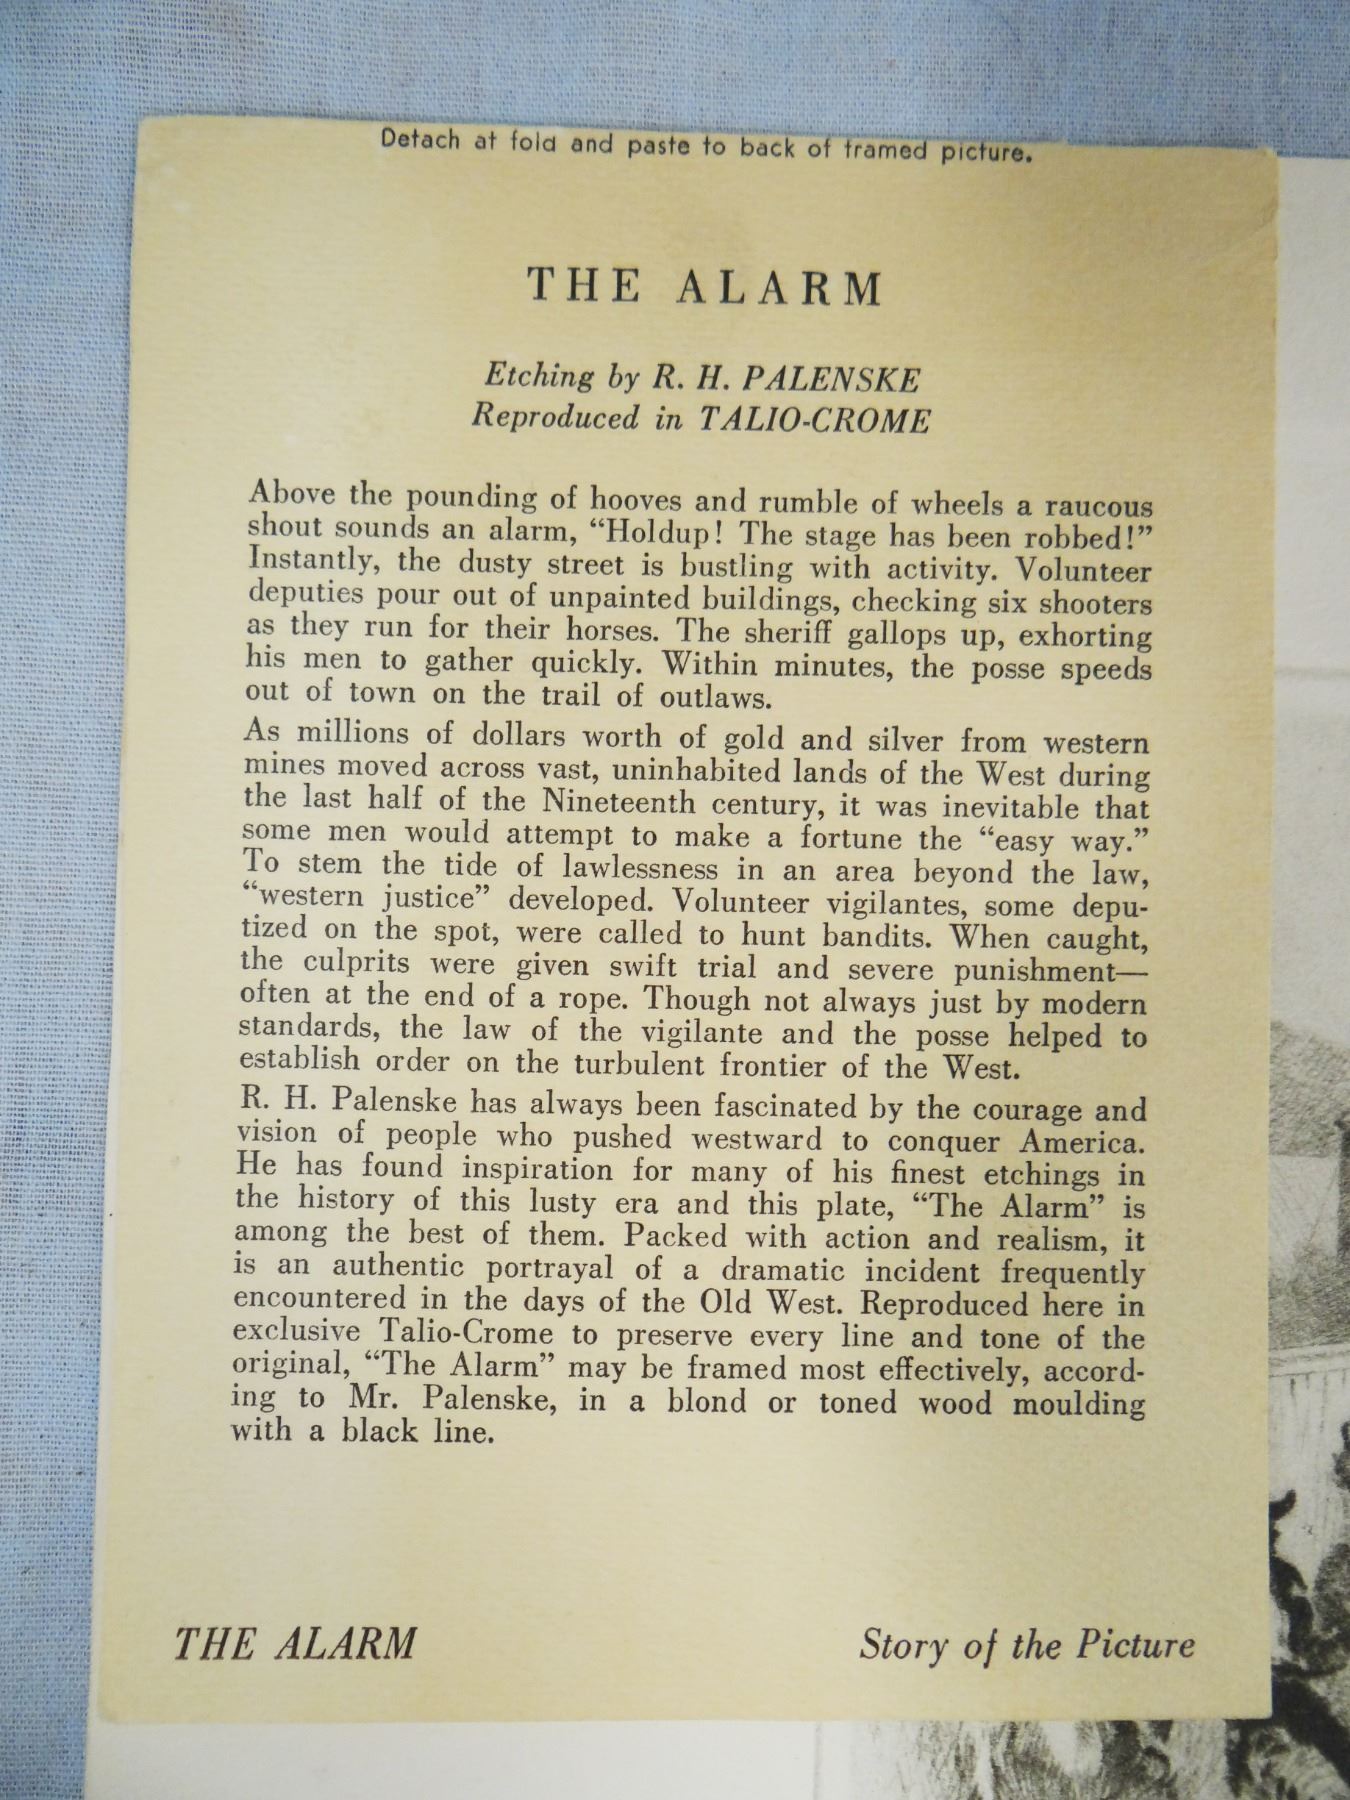 Detach at fold and paste to back of framed picture.
THE ALARM
Etching by R. H. PALENSKE
Reproduced in TALIO-CROME
Above the pounding of hooves and rumble of wheels a raucous
shout sounds an alarm, “Holdup! The stage has been robbed!”
Instantly, the dusty street is bustling with activity. Volunteer
deputies pour out of unpainted buildings, checking six shooters
as they run for their horses. The sheriff gallops up, exhorting
his men to gather quickly. Within minutes, the posse speeds
out of town on the trail of outlaws.
As millions of dollars worth of gold and silver from western
mines moved across vast, uninhabited lands of the West during
the last half of the Nineteenth century, it was inevitable that
some men would attempt to make a fortune the “easy way.”
To stem the tide of lawlessness in an area beyond the law,
“western justice” developed. Volunteer vigilantes, some depu-
tized on the spot, were called to hunt bandits. When caught,
the culprits were given swift trial and severe punishment—
often at the end of a rope. Though not always just by modern
standards, the law of the vigilante and the posse helped to
establish order on the turbulent frontier of the West.
R. H. Palenske has always been fascinated by the courage and
vision of people who pushed westward to conquer America.
He has found inspiration for many of his finest etchings in
the history of this lusty era and this plate, “The Alarm” is
among the best of them. Packed with action and realism, it
is an authentic portrayal of a dramatic incident frequently
encountered in the days of the Old West. Reproduced here in
exclusive Talio-Crome to preserve every line and tone of the
original, “The Alarm” may be framed most effectively, accord-
ing to Mr. Palenske, in a blond or toned wood moulding
with a black line.
THE ALARM
Story of the Picture